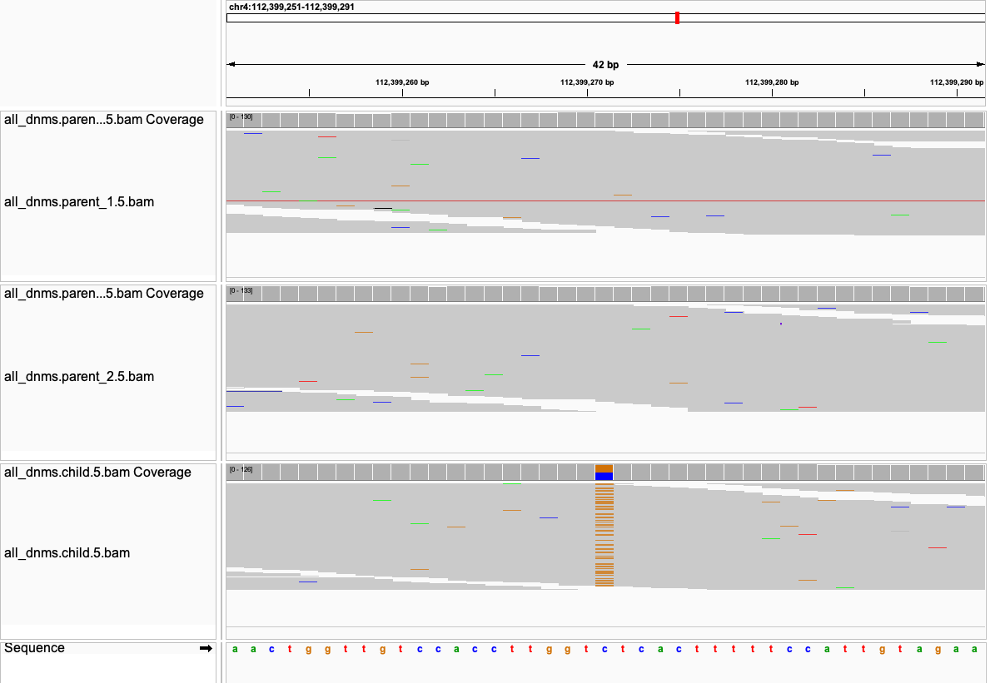 chr4:112,399,251-112,399,291
42 bp
112,399,260 bp 112,399,270 bp 112,399,280 bp 112,399,290 bp
all_dnms.paren...5.bam Coverage
[0 - 130]
all_dnms.parent_1.5.bam
all_dnms.paren...5.bam Coverage
[0 - 133]
all_dnms.parent_2.5.bam
all_dnms.child.5.bam Coverage
[0 - 126]
all_dnms.child.5.bam
Sequence
a a c t g g t t g t c c a c c t t g g t c t c a c t t t t t c c a t t g t a g a a